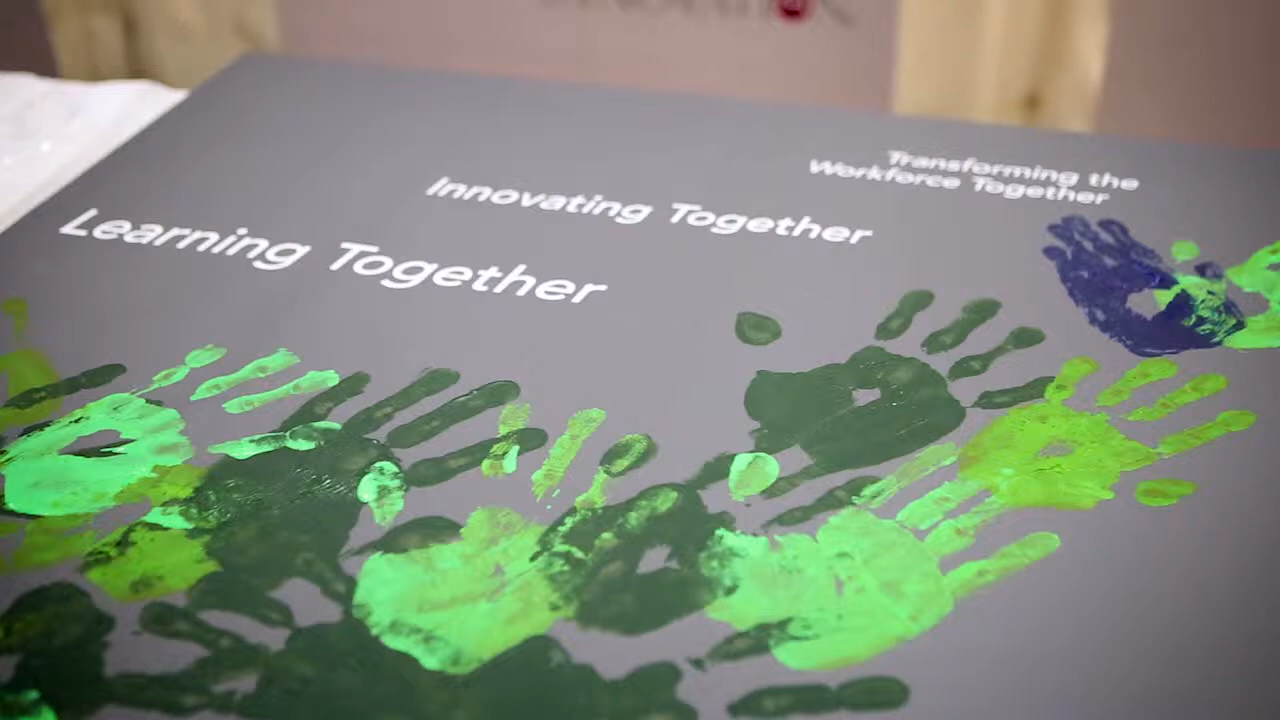 Transforming the
Workforce Together
Innovating Together
Learning Together